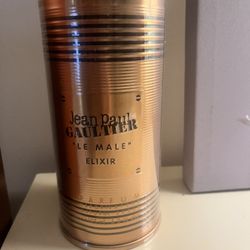 Jean Paul
GAULTIER
"LE MALE"
ELIXIR
PARFUM